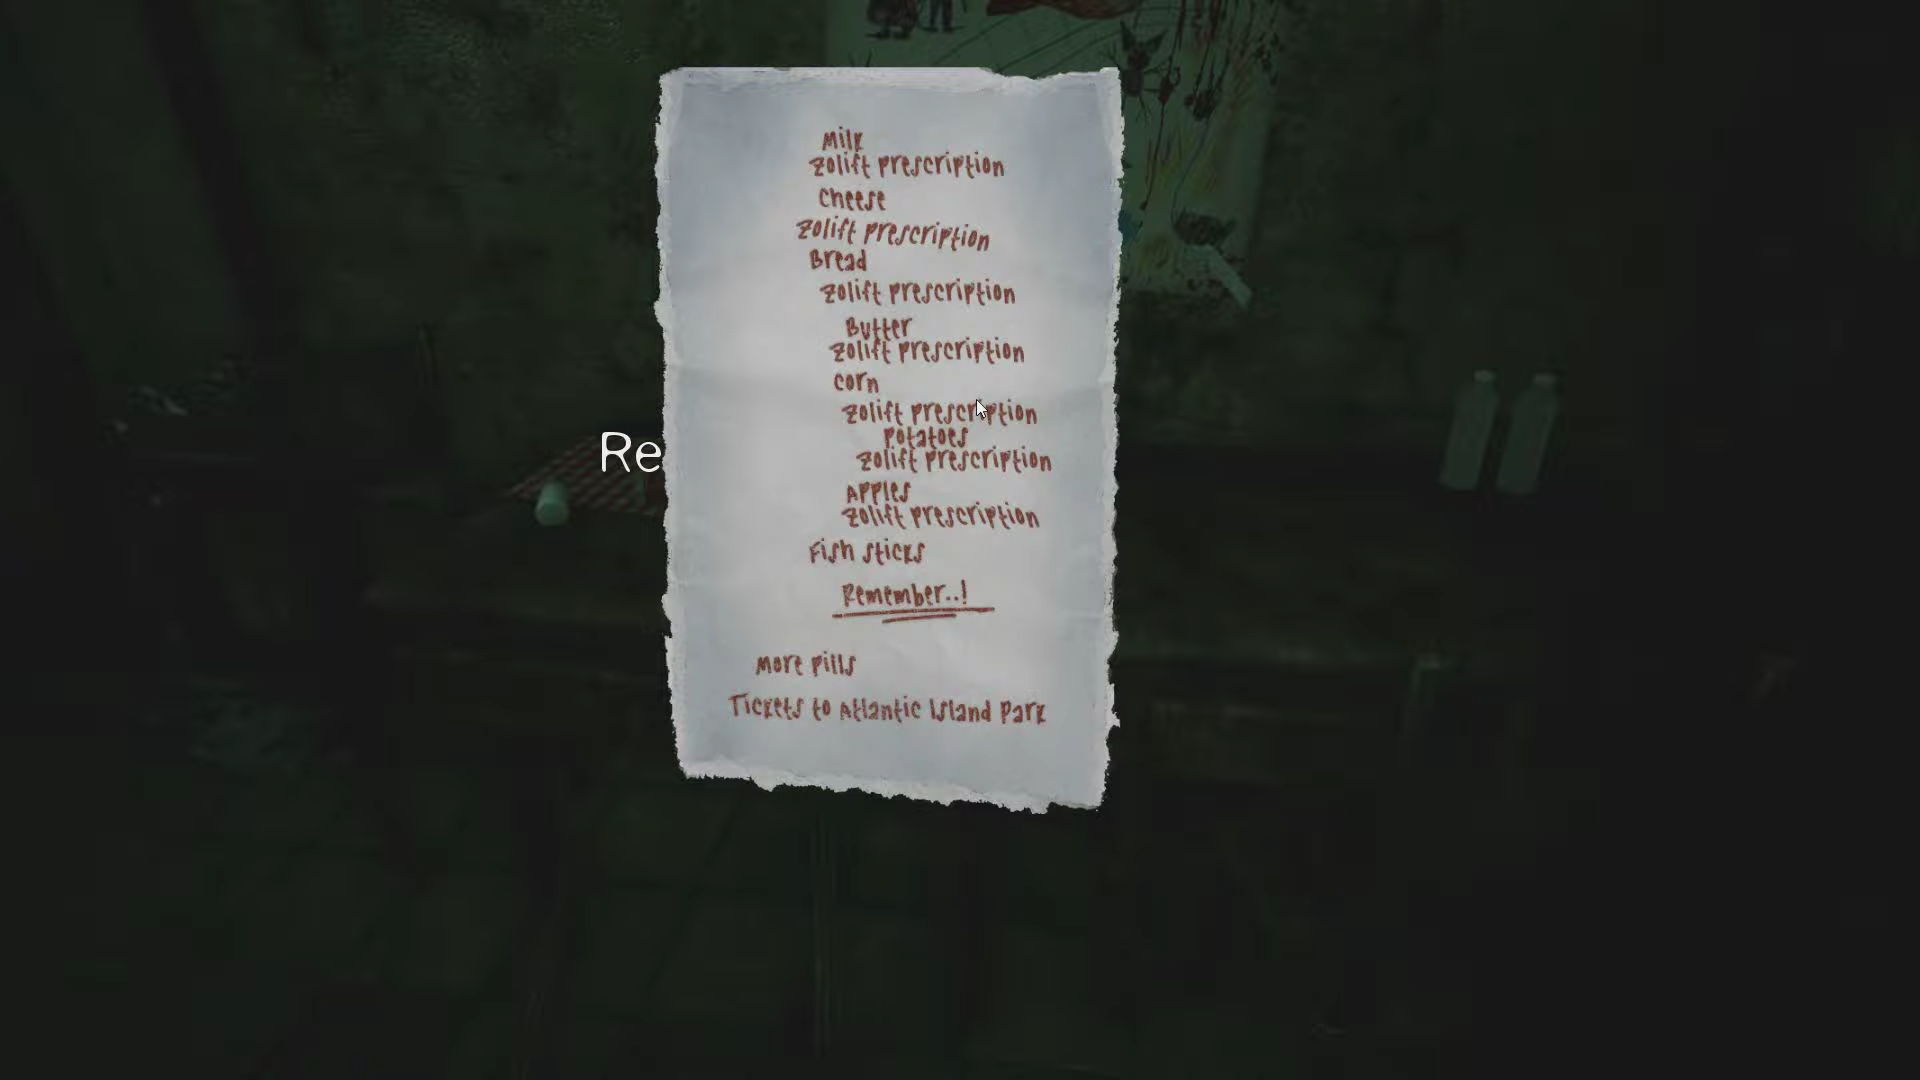 Milk
Zolift prescription
Cheese
Zolift prescription
Bread
Zolift prescription
Butter
Zolift prescription
Corn
Zolift prescription
Potatoes
Zolift prescription
Apples
Zolift prescription
Fish sticks
Re
Remember..!
More pills
Tickets to Atlantic Island Park